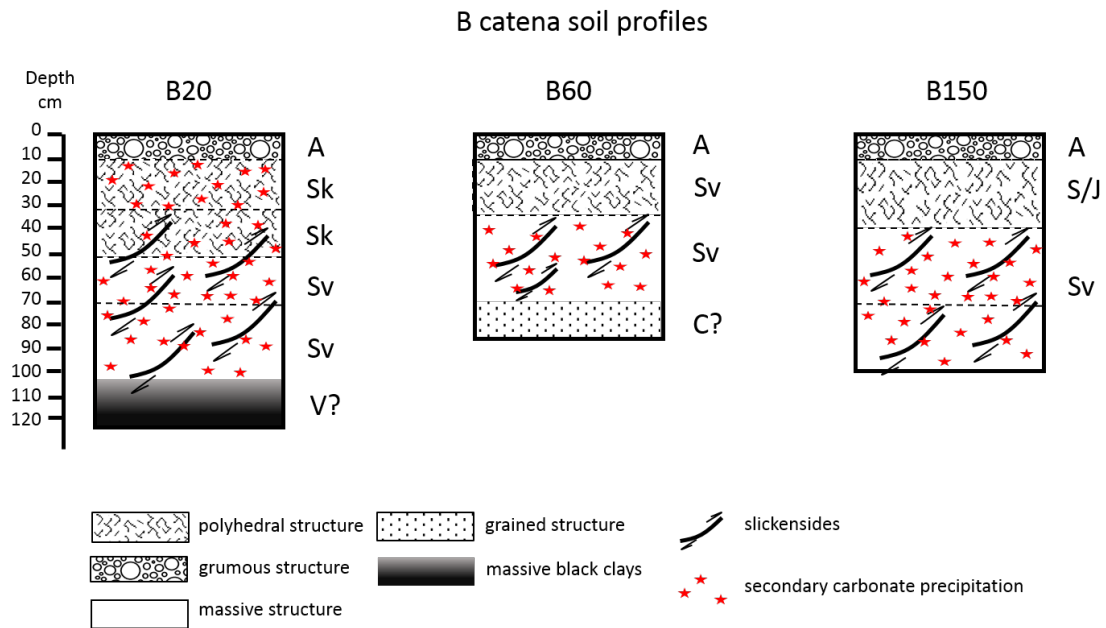 B catena soil profiles
Depth
cm
B20
B60
B150
0
10
20
30
40
50
60
70
80
90
100
110
120
A
Sk
Sk
Sv
Sv
V?
A
Sv
Sv
C?
A
S/J
Sv
polyhedral structure
grained structure
slickensides
grumous structure
massive black clays
secondary carbonate precipitation
massive structure